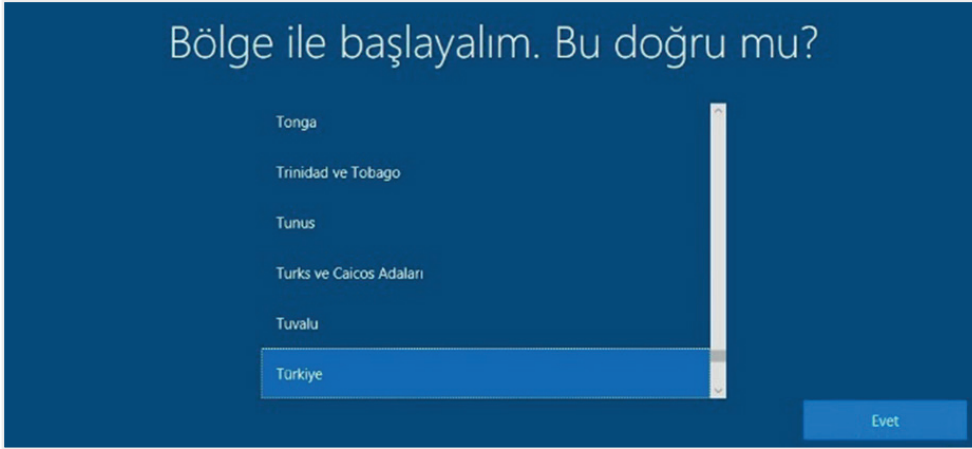 Bölge ile başlayalım. Bu doğru mu?
Tonga
Trinidad ve Tobago
Tunus
Turks ve Caicos Adaları
Tuvalu
Türkiye
Evet